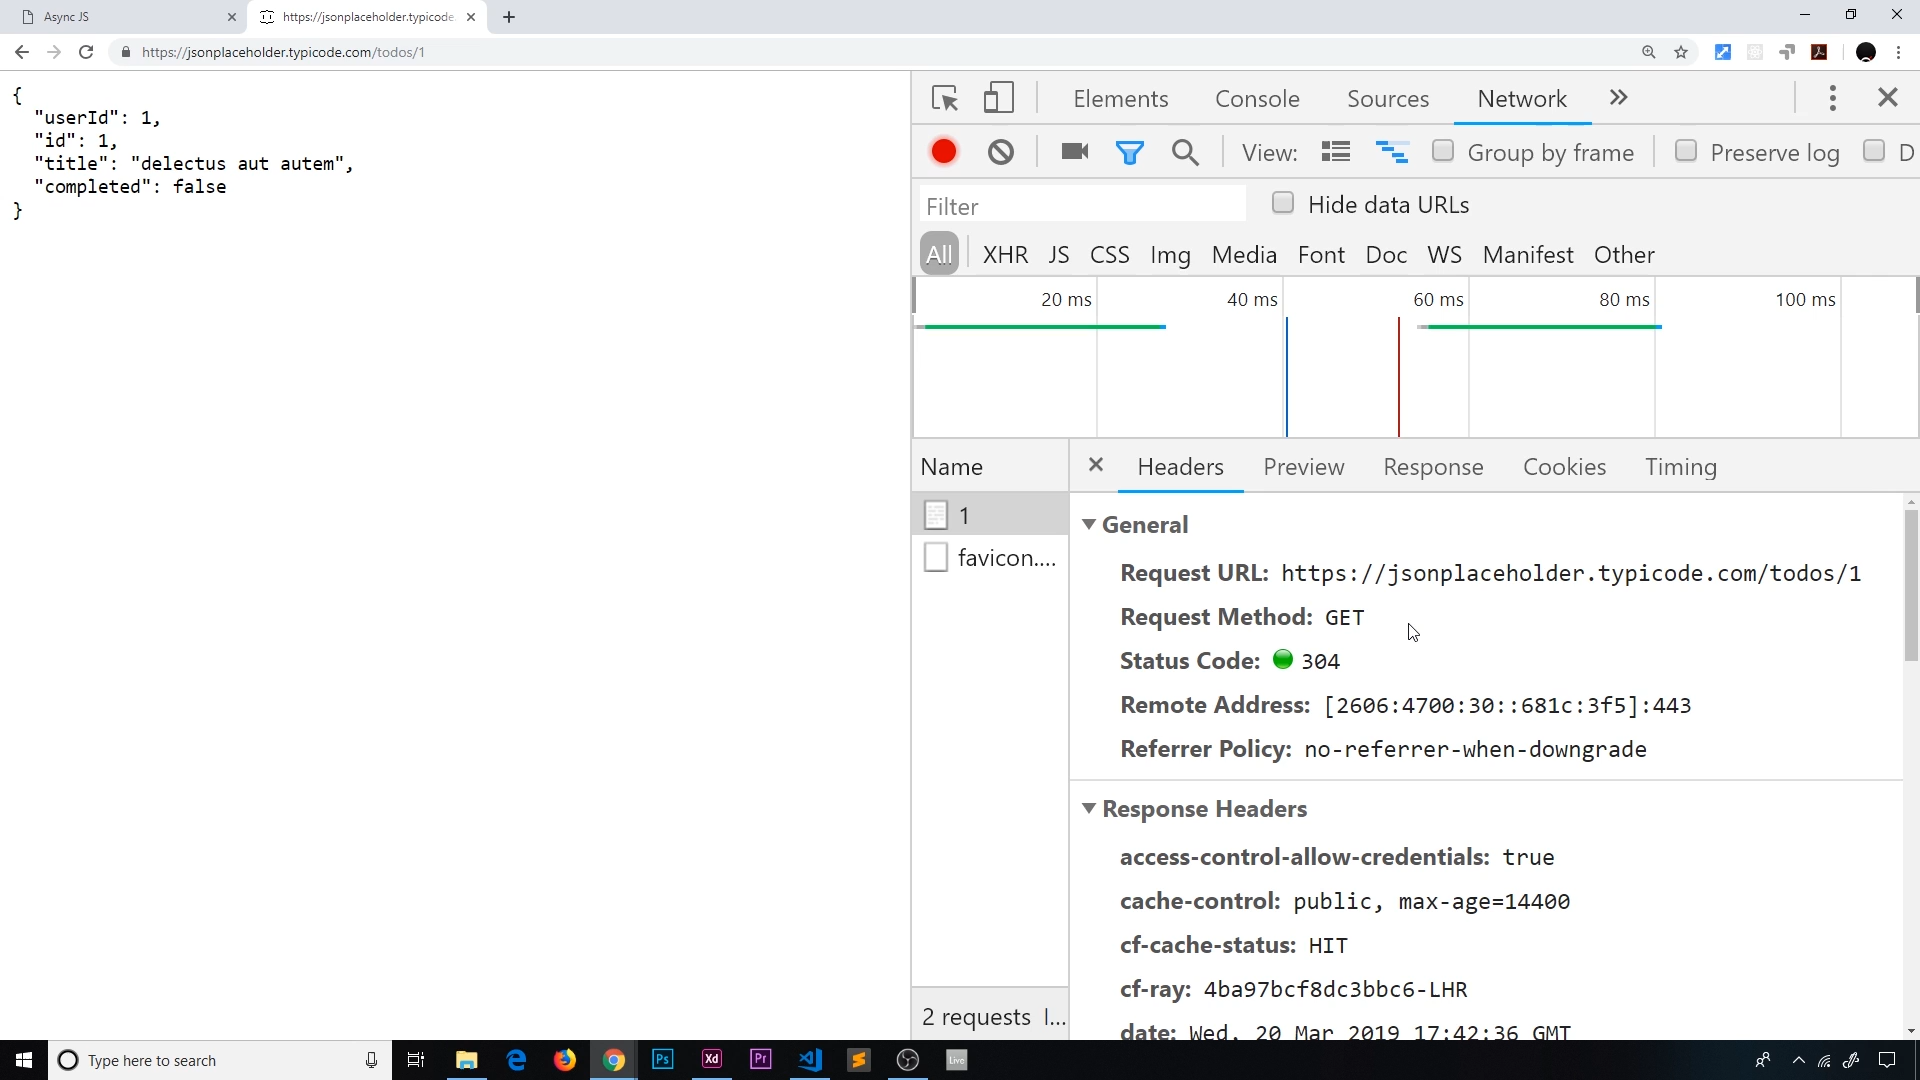 Async JS
https://jsonplaceholder.typicode.
https://jsonplaceholder.typicode.com/todos/1
{
"userId": 1,
"id": 1,
"title": "delectus aut autem",
"completed": false
}
Elements Console Sources Network
View: Group by frame Preserve log D
Filter Hide data URLs
All XHR JS CSS Img Media Font Doc WS Manifest Other
20 ms 40 ms 60 ms 80 ms 100 ms
Name
1
favicon....
2 requests l...
Headers Preview Response Cookies Timing
General
Request URL: https://jsonplaceholder.typicode.com/todos/1
Request Method: GET
Status Code: 304
Remote Address: [2606:4700:30::681c:3f5]:443
Referrer Policy: no-referrer-when-downgrade
Response Headers
access-control-allow-credentials: true
cache-control: public, max-age=14400
cf-cache-status: HIT
cf-ray: 4ba97bcf8dc3bbc6-LHR
date: Wed, 20 Mar 2019 17:42:36 GMT
Type here to search
Ps
Xd
Pr
Live